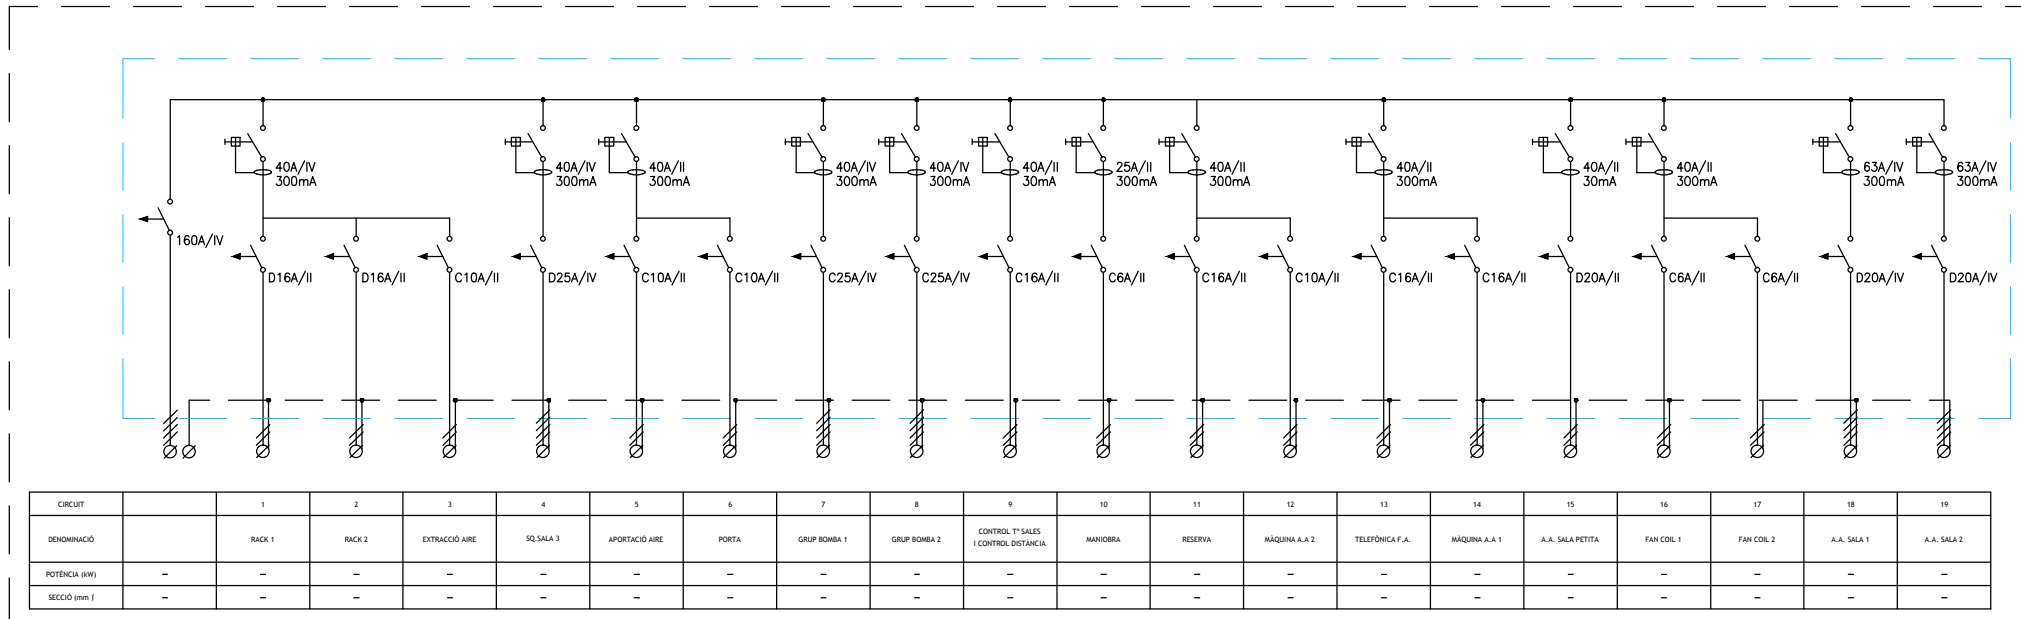 40A/IV
300mA
40A/IV
300mA
40A/II
300mA
40A/IV
300mA
40A/IV
300mA
40A/II
30mA
25A/II
300mA
40A/II
300mA
40A/II
300mA
40A/II
30mA
40A/II
300mA
63A/IV
300mA
63A/IV
300mA
160A/IV
D16A/II
D16A/II
C10A/II
D25A/IV
C10A/II
C10A/II
C25A/IV
C25A/IV
C16A/II
C6A/II
C16A/II
C10A/II
C16A/II
C16A/II
D20A/II
C6A/II
C6A/II
D20A/IV
D20A/IV
CIRCUIT 1 2 3 4 5 6 7 8 9 10 11 12 13 14 15 16 17 18 19
DENOMINACIÓ
RACK 1
RACK 2
EXTRACCIÓ AIRE
SQ.SALA 3
APORTACIÓ AIRE
PORTA
GRUP BOMBA 1
GRUP BOMBA 2
CONTROL Tª SALES
I CONTROL DISTÀNCIA
MANIOBRA
RESERVA
MÀQUINA A.A 2
TELEFÒNICA F.A.
MÀQUINA A.A 1
A.A. SALA PETITA
FAN COIL 1
FAN COIL 2
A.A. SALA 1
A.A. SALA 2
POTÈNCIA (kW) – – – – – – – – – – – – – – – – – – – –
SECCIÓ (mm ) – – – – – – – – – – – – – – – – – – – –